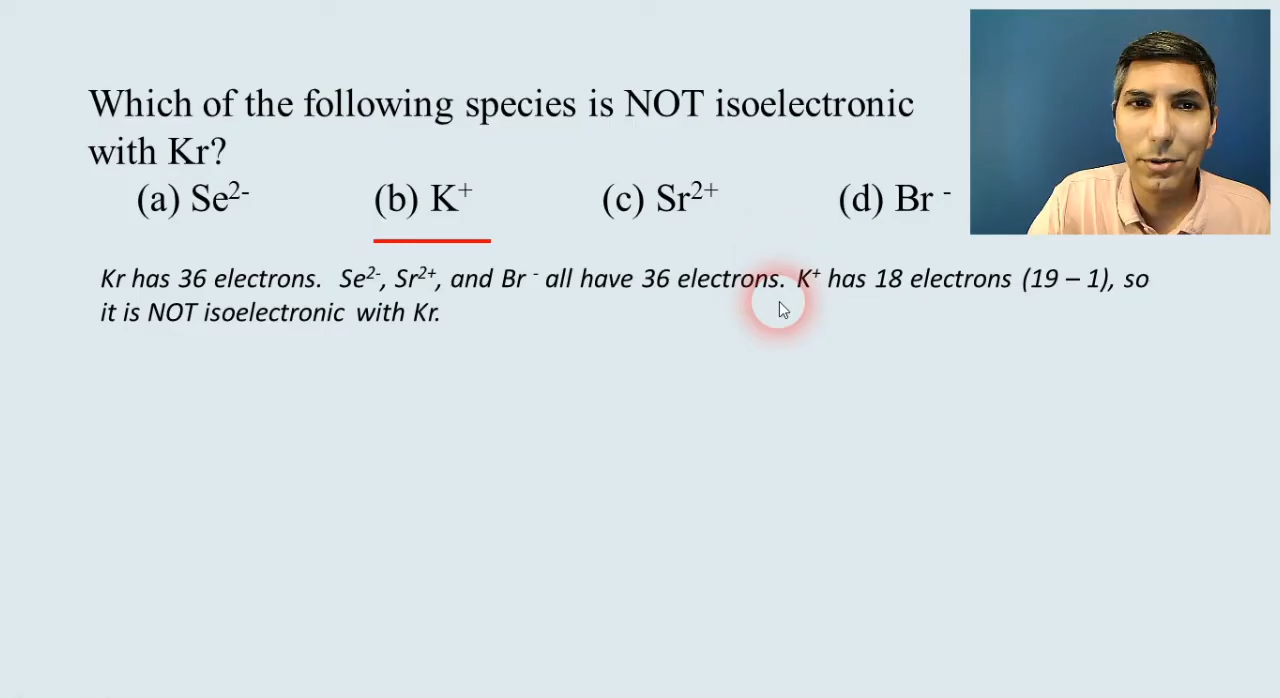 Which of the following species is NOT isoelectronic
with Kr?
(a) Se²⁻ (b) K⁺ (c) Sr²⁺ (d) Br ⁻
Kr has 36 electrons. Se²⁻, Sr²⁺, and Br ⁻ all have 36 electrons. K⁺ has 18 electrons (19 – 1), so
it is NOT isoelectronic with Kr.